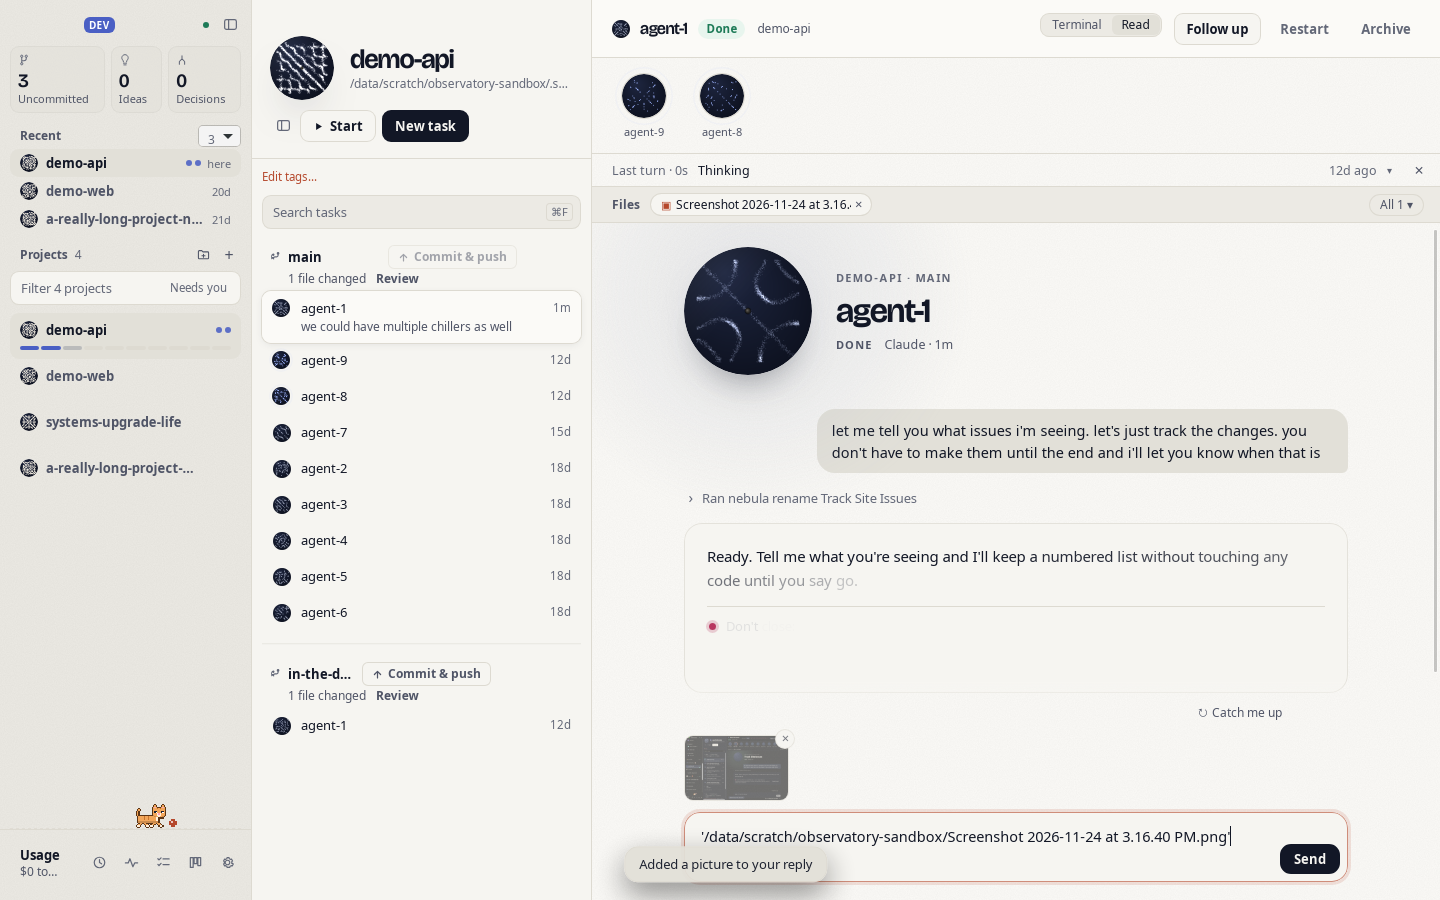 DEV
3
Uncommitted
0
Ideas
0
Decisions
Recent
3
demo-api
here
demo-web
20d
a-really-long-project-n...
21d
Projects 4
+
Filter 4 projects
Needs you
demo-api
demo-web
systems-upgrade-life
a-really-long-project-...
Usage
$0 to...
demo-api
/data/scratch/observatory-sandbox/.s...
Start
New task
Edit tags...
Search tasks
⌘F
main
Commit & push
1 file changed Review
agent-1
1m
we could have multiple chillers as well
agent-9
12d
agent-8
12d
agent-7
15d
agent-2
18d
agent-3
18d
agent-4
18d
agent-5
18d
agent-6
18d
in-the-d...
Commit & push
1 file changed Review
agent-1
12d
agent-1
Done
demo-api
Terminal
Read
Follow up
Restart
Archive
agent-9
agent-8
Last turn · 0s Thinking
12d ago
Files
Screenshot 2026-11-24 at 3.16.
All 1
DEMO-API · MAIN
agent-1
DONE Claude · 1m
let me tell you what issues i'm seeing. let's just track the changes. you
don't have to make them until the end and i'll let you know when that is
Ran nebula rename Track Site Issues
Ready. Tell me what you're seeing and I'll keep a numbered list without touching any
code until you say go.
Don't
Catch me up
'/data/scratch/observatory-sandbox/Screenshot 2026-11-24 at 3.16.40 PM.png'
Send
Added a picture to your reply